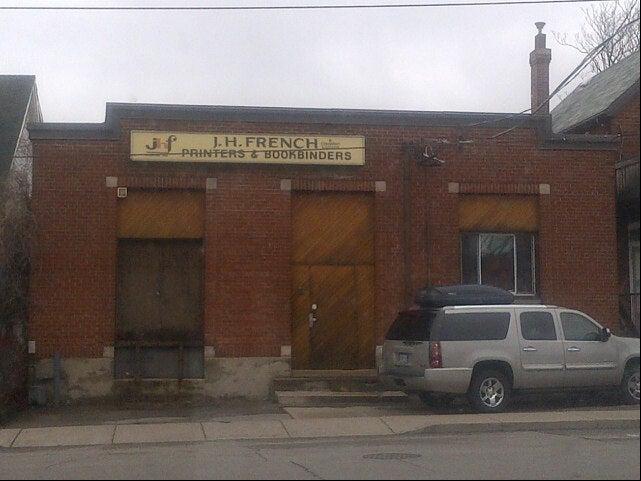 jhf
J.H. FRENCH
PRINTERS & BOOKBINDERS